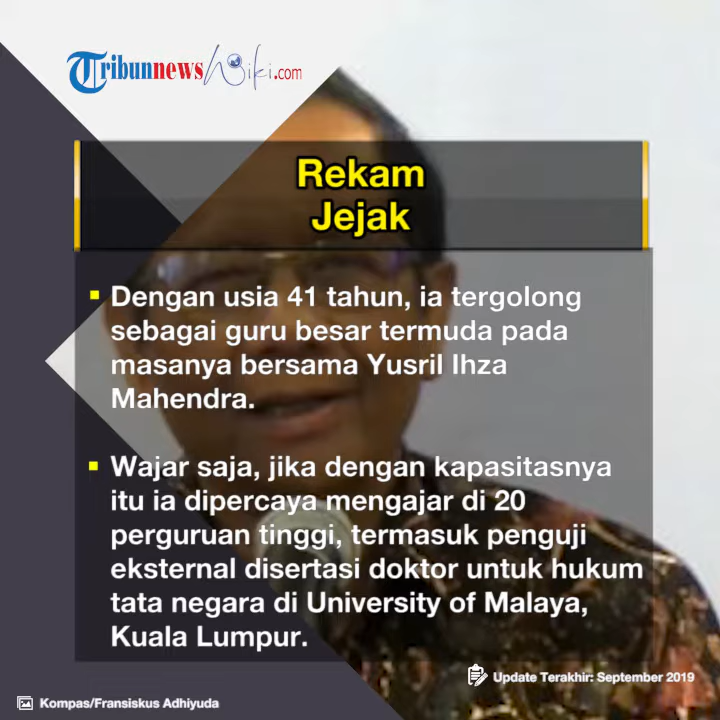 TribunnewsWiki.com
Rekam
Jejak
Dengan usia 41 tahun, ia tergolong
sebagai guru besar termuda pada
masanya bersama Yusril Ihza
Mahendra.
Wajar saja, jika dengan kapasitasnya
itu ia dipercaya mengajar di 20
perguruan tinggi, termasuk penguji
eksternal disertasi doktor untuk hukum
tata negara di University of Malaya,
Kuala Lumpur.
Update Terakhir: September 2019
Kompas/Fransiskus Adhiyuda